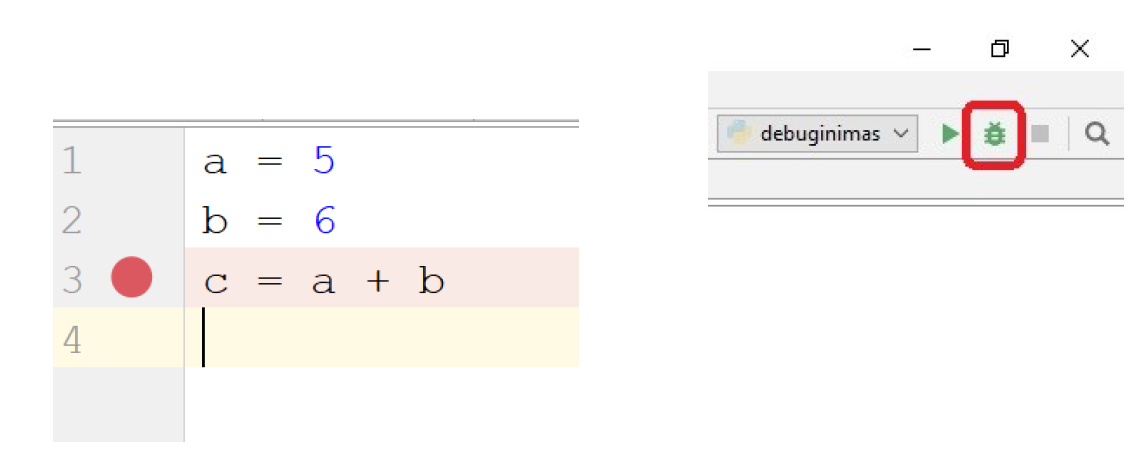 1 a = 5
2 b = 6
3 c = a + b
4
debuginimas